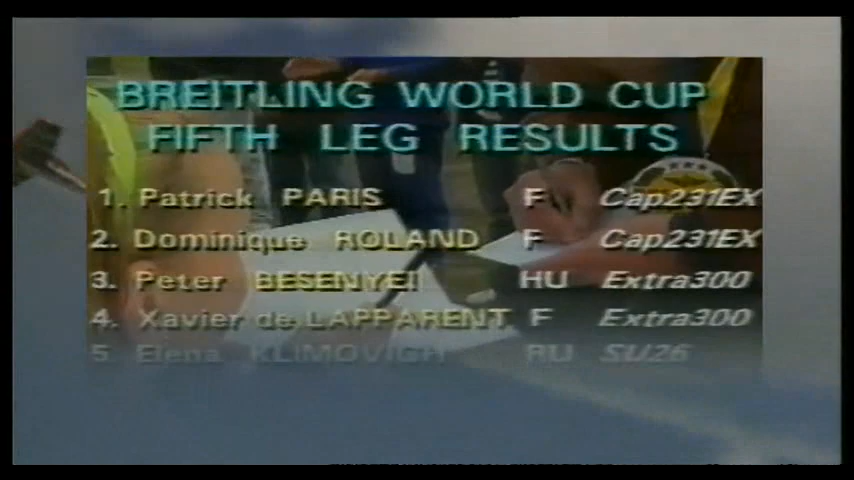 BREITLING WORLD CUP
FIFTH LEG RESULTS
1. Patrick PARIS F Cap231EX
2. Dominique ROLAND F Cap231EX
3. Peter BESENYEI HU Extra300
4. Xavier de LAPPARENT F Extra300
5. Elena KLIMOVICH RU SU26